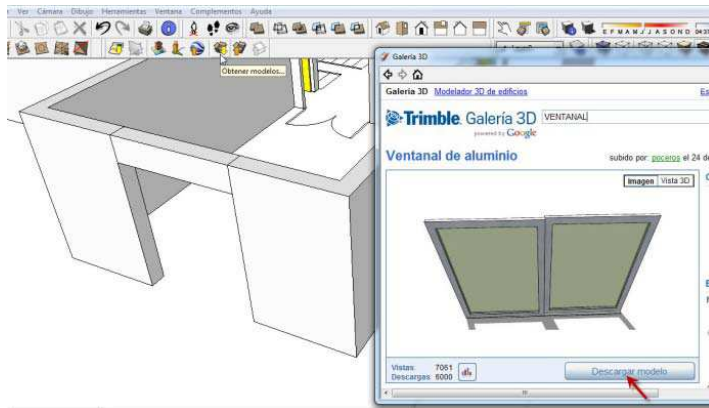 Ver Cámara Dibujo Herramientas Ventana Complementos Ayuda
E F M A M J J A S O N D
Obtener modelos...
Galería 3D
Galería 3D Modelador 3D de edificios
Trimble. Galería 3D VENTANAL
powered by Google
Ventanal de aluminio subido por poceros el 24 de
Imagen Vista 3D
Vistas: 7061
Descargas: 6000
Descargar modelo